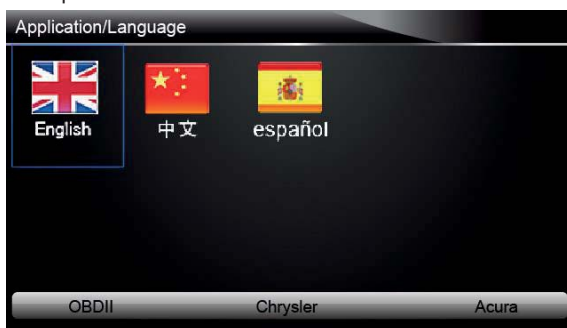 Application/Language
English 中文 español
OBDII Chrysler Acura